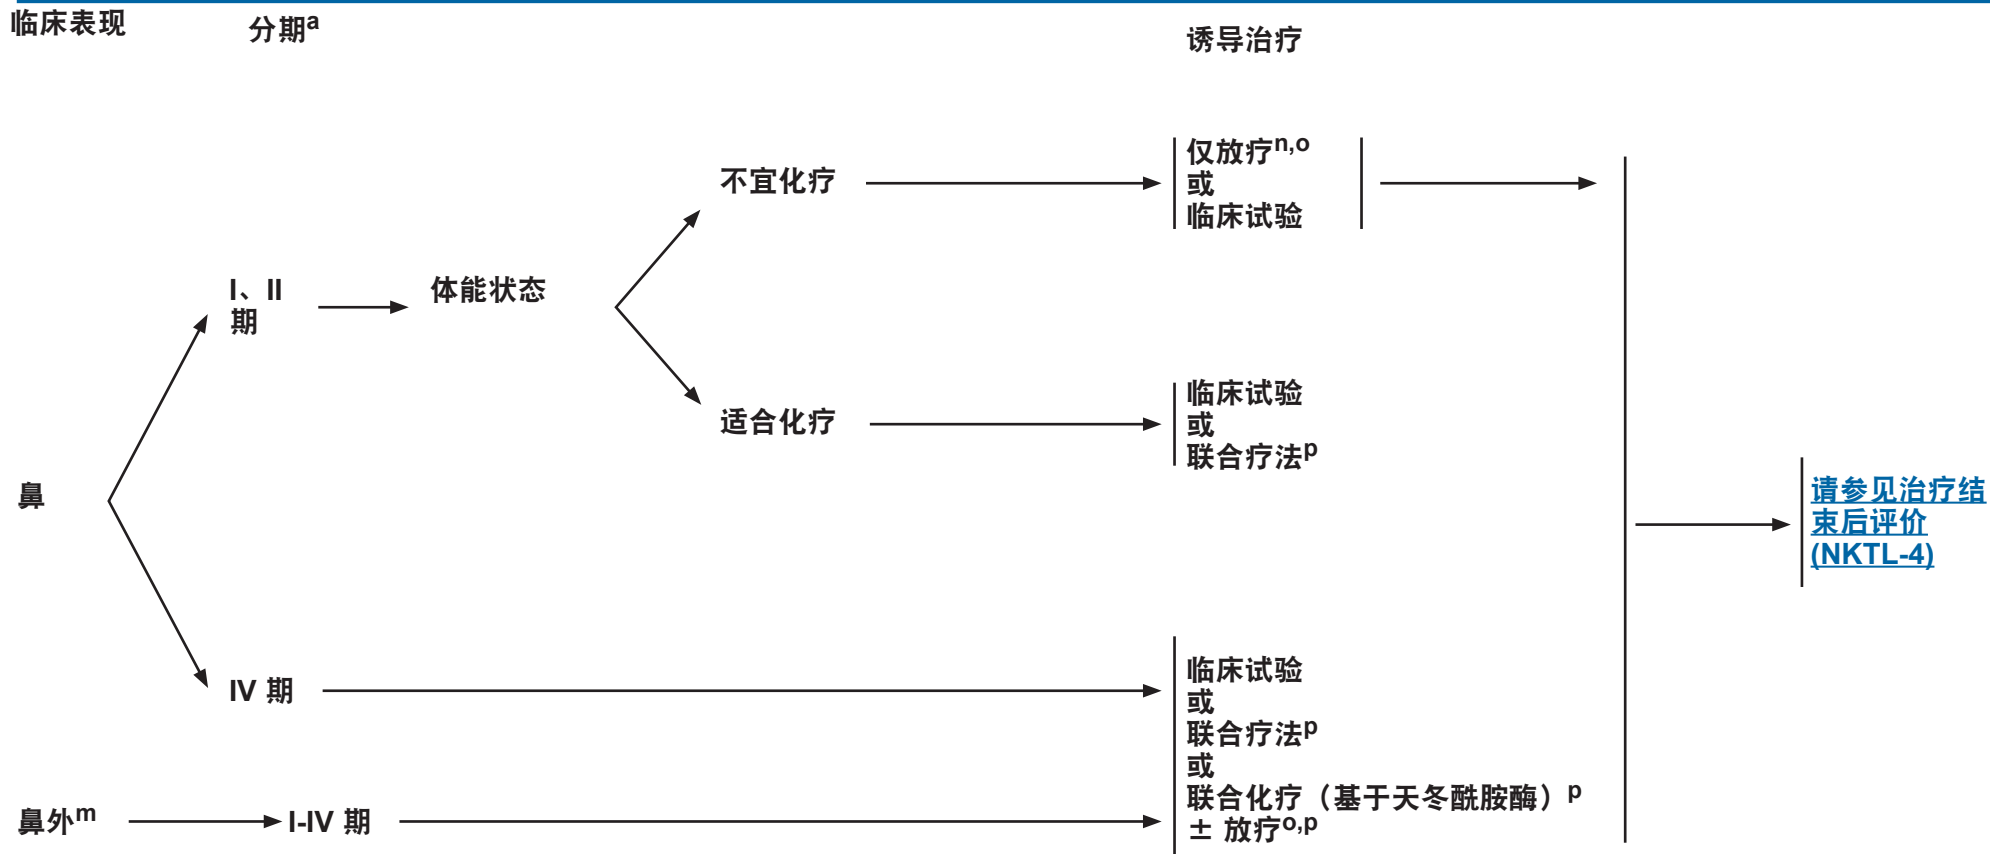 临床表现
分期a
诱导治疗
不宜化疗
仅放疗n,o
或
临床试验
I、II
期
体能状态
适合化疗
临床试验
或
联合疗法p
鼻
请参见治疗结
束后评价
(NKTL-4)
IV 期
临床试验
或
联合疗法p
或
联合化疗（基于天冬酰胺酶）p
± 放疗o,p
鼻外m
I-IV 期